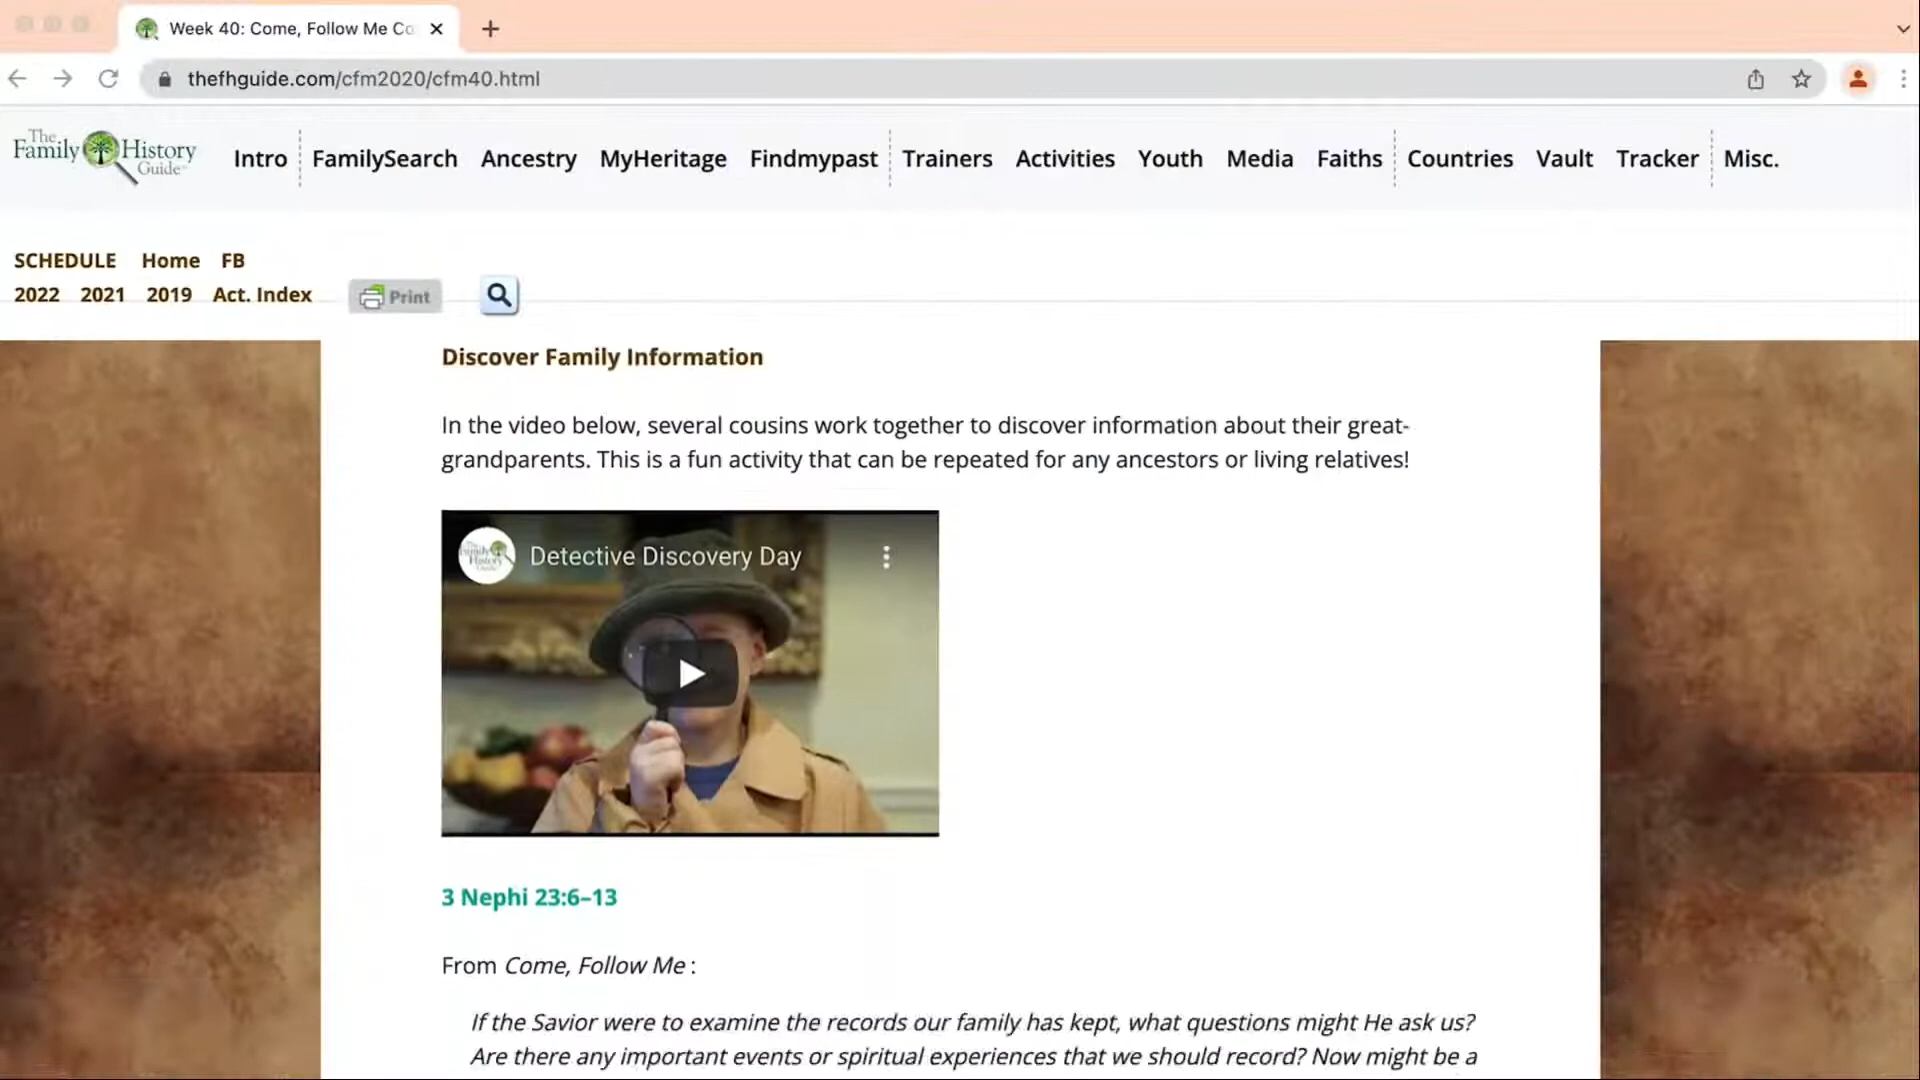 Week 40: Come, Follow Me Co
thefhguide.com/cfm2020/cfm40.html
The Family History Guide
Intro FamilySearch Ancestry MyHeritage Findmypast Trainers Activities Youth Media Faiths Countries Vault Tracker Misc.
SCHEDULE Home FB
2022 2021 2019 Act. Index Print
Discover Family Information
In the video below, several cousins work together to discover information about their great-
grandparents. This is a fun activity that can be repeated for any ancestors or living relatives!
The Family History Guide
Detective Discovery Day
3 Nephi 23:6–13
From Come, Follow Me :
If the Savior were to examine the records our family has kept, what questions might He ask us?
Are there any important events or spiritual experiences that we should record? Now might be a